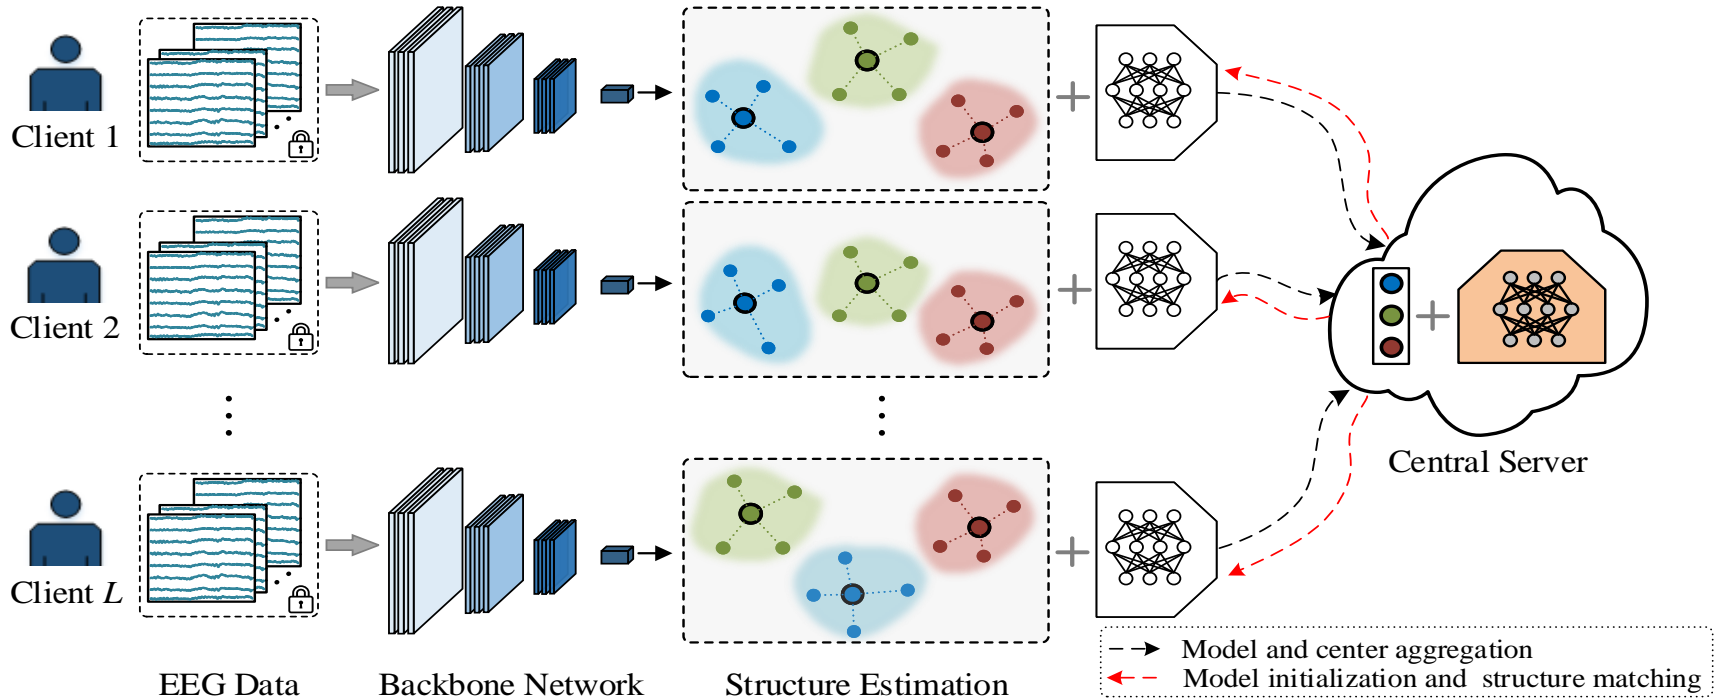 Client 1
Client 2
Client L
EEG Data
Backbone Network
Structure Estimation
Central Server
Model and center aggregation
Model initialization and structure matching